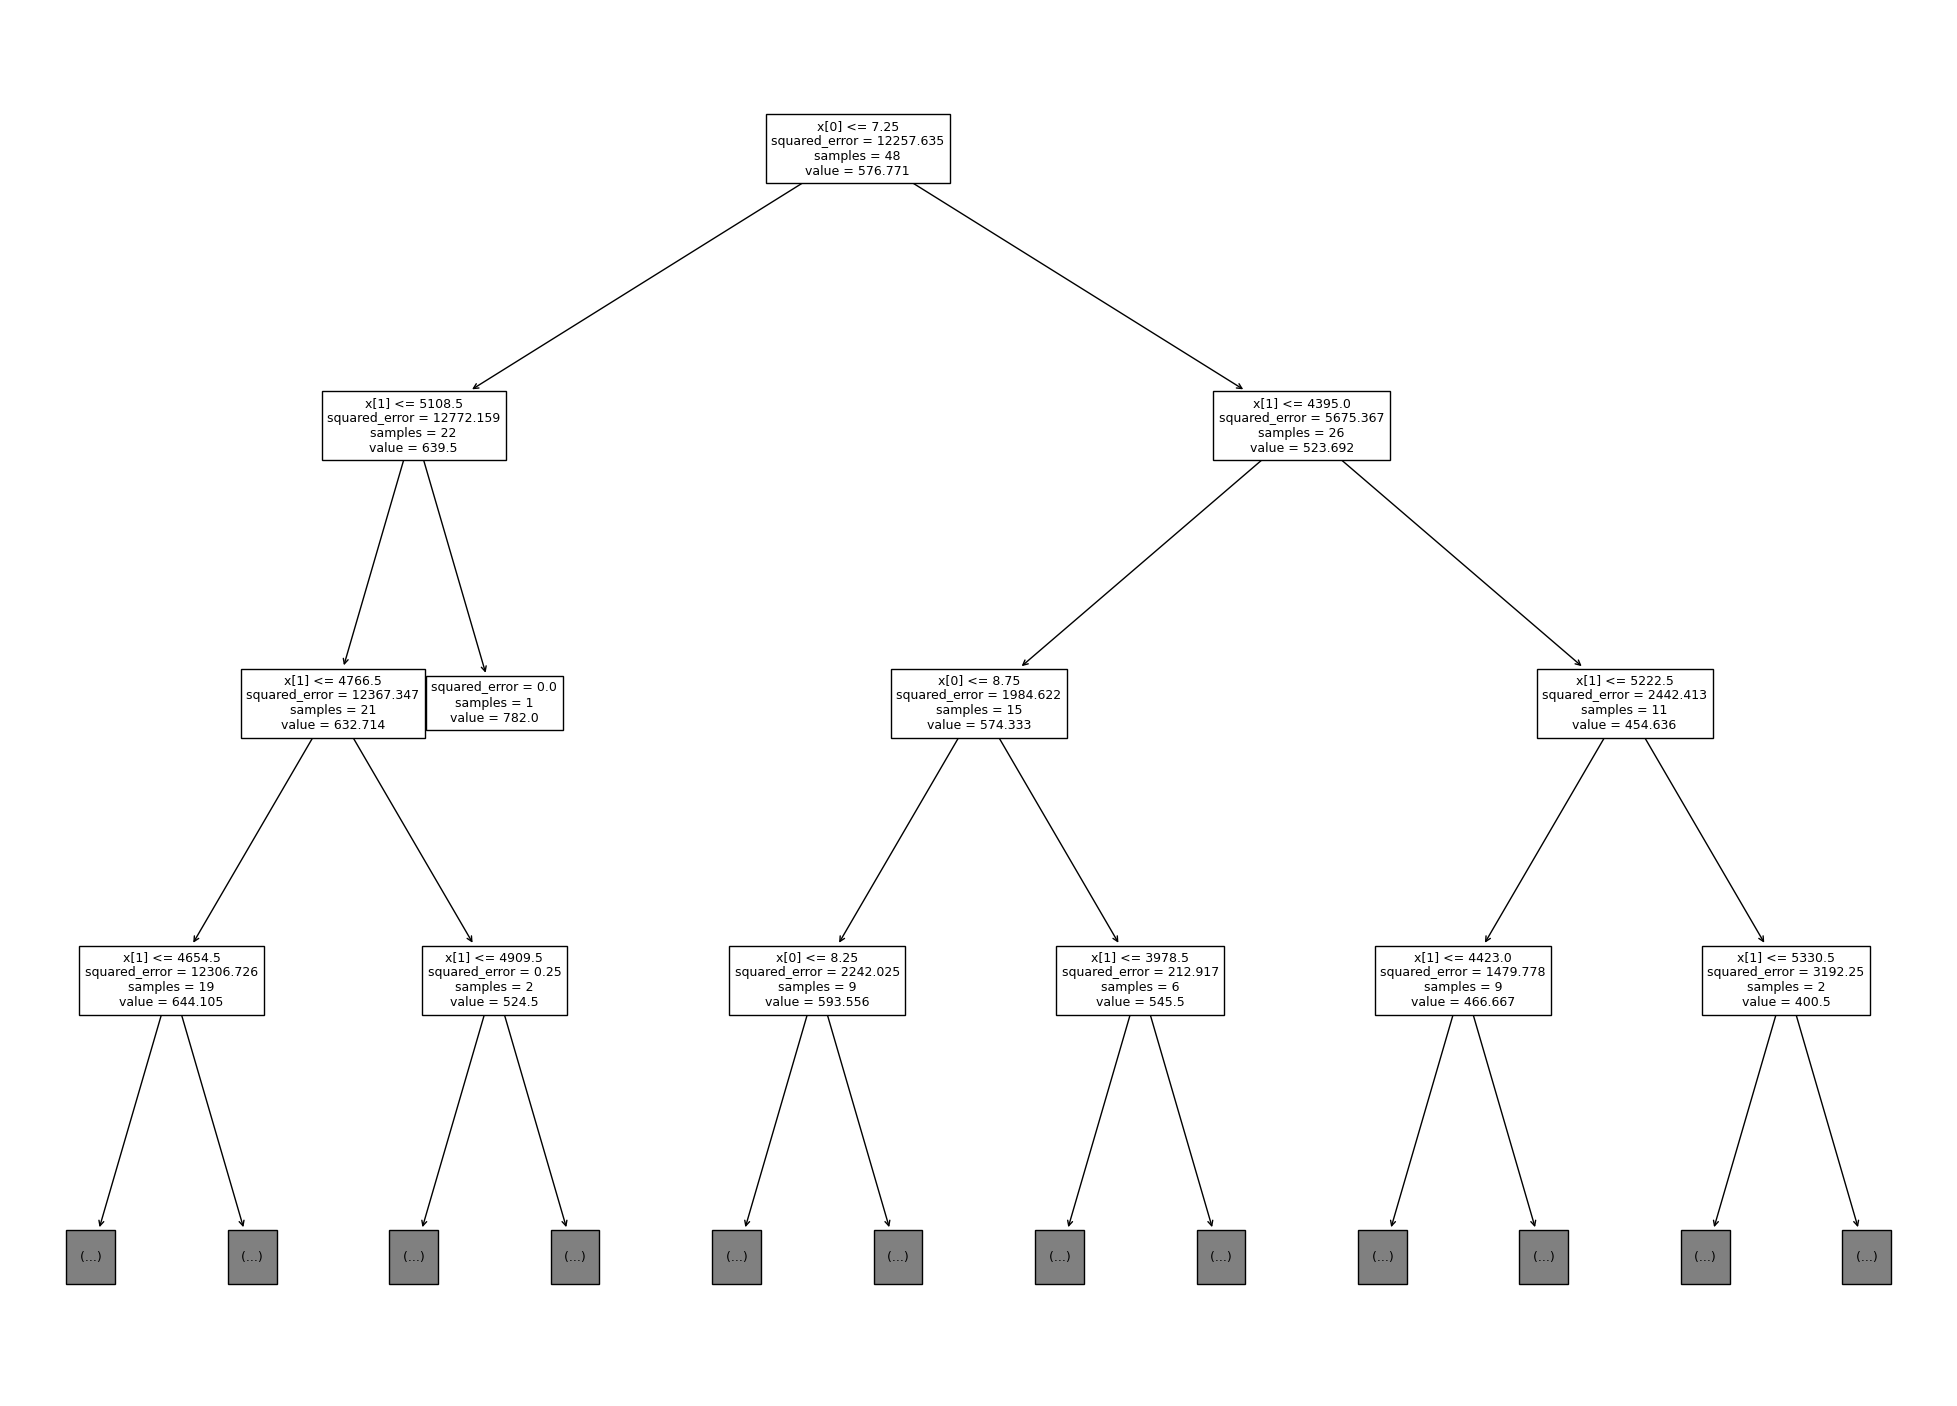 x[0] <= 7.25
squared_error = 12257.635
samples = 48
value = 576.771
x[1] <= 5108.5
squared_error = 12772.159
samples = 22
value = 639.5
x[1] <= 4395.0
squared_error = 5675.367
samples = 26
value = 523.692
x[1] <= 4766.5
squared_error = 12367.347
samples = 21
value = 632.714
squared_error = 0.0
samples = 1
value = 782.0
x[0] <= 8.75
squared_error = 1984.622
samples = 15
value = 574.333
x[1] <= 5222.5
squared_error = 2442.413
samples = 11
value = 454.636
x[1] <= 4654.5
squared_error = 12306.726
samples = 19
value = 644.105
x[1] <= 4909.5
squared_error = 0.25
samples = 2
value = 524.5
x[0] <= 8.25
squared_error = 2242.025
samples = 9
value = 593.556
x[1] <= 3978.5
squared_error = 212.917
samples = 6
value = 545.5
x[1] <= 4423.0
squared_error = 1479.778
samples = 9
value = 466.667
x[1] <= 5330.5
squared_error = 3192.25
samples = 2
value = 400.5
(...)
(...)
(...)
(...)
(...)
(...)
(...)
(...)
(...)
(...)
(...)
(...)